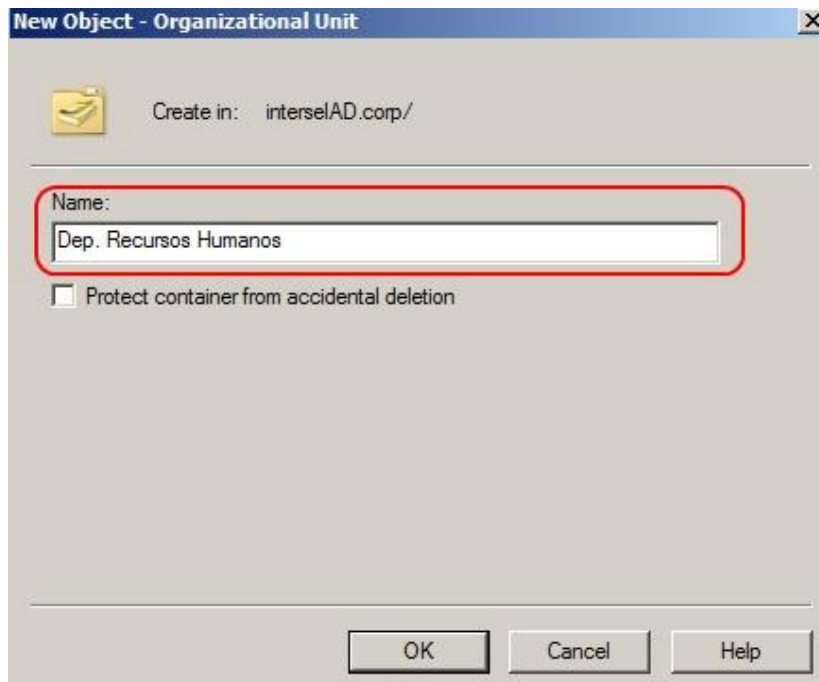 New Object - Organizational Unit
Create in: interselAD.corp/
Name:
Dep. Recursos Humanos
Protect container from accidental deletion
OK Cancel Help